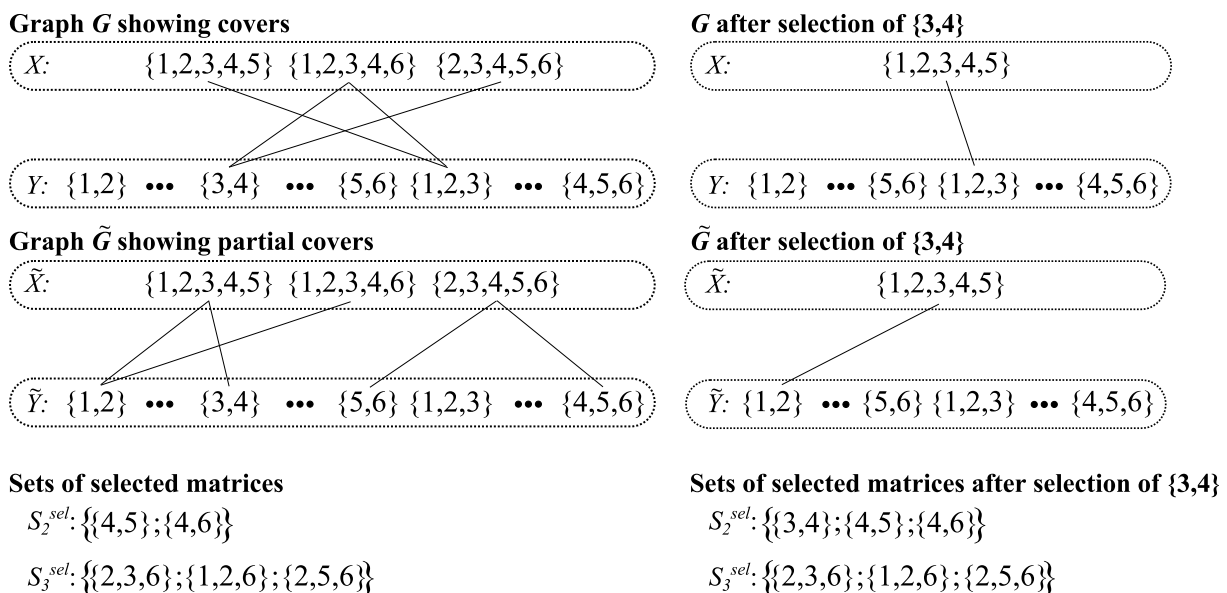 Graph G showing covers
X: {1,2,3,4,5} {1,2,3,4,6} {2,3,4,5,6}
Y: {1,2} ••• {3,4} ••• {5,6} {1,2,3} ••• {4,5,6}
Graph G̃ showing partial covers
X̃: {1,2,3,4,5} {1,2,3,4,6} {2,3,4,5,6}
Ỹ: {1,2} ••• {3,4} ••• {5,6} {1,2,3} ••• {4,5,6}
Sets of selected matrices
S₂ˢᵉˡ: {{4,5};{4,6}}
S₃ˢᵉˡ: {{2,3,6};{1,2,6};{2,5,6}}
G after selection of {3,4}
X: {1,2,3,4,5}
Y: {1,2} ••• {5,6} {1,2,3} ••• {4,5,6}
G̃ after selection of {3,4}
X̃: {1,2,3,4,5}
Ỹ: {1,2} ••• {5,6} {1,2,3} ••• {4,5,6}
Sets of selected matrices after selection of {3,4}
S₂ˢᵉˡ: {{3,4};{4,5};{4,6}}
S₃ˢᵉˡ: {{2,3,6};{1,2,6};{2,5,6}}